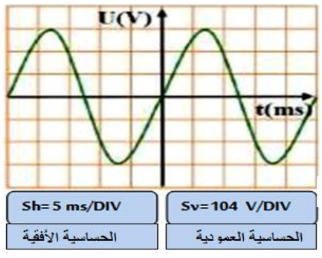 U(V)
t(ms)
Sh= 5 ms/DIV
Sv= 104 V/DIV
الحساسية الأفقية
الحساسية العمودية